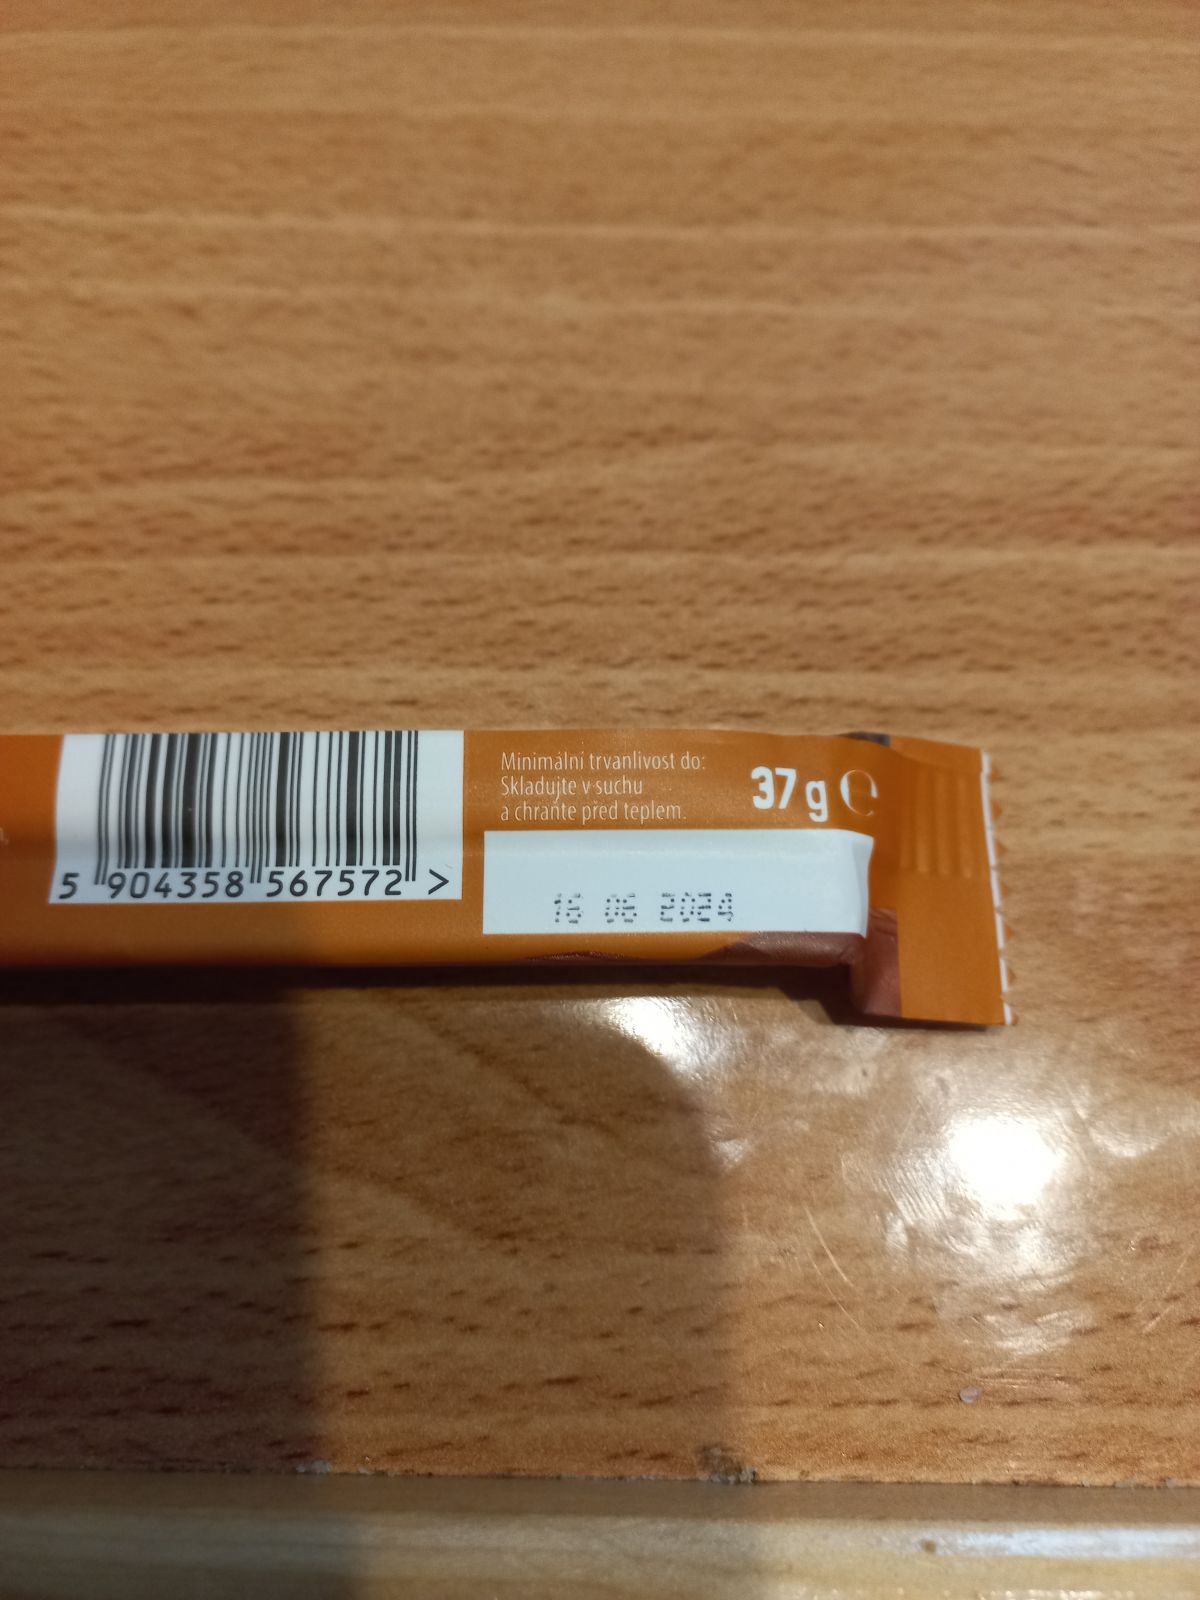 5 904358 567572 >
Minimální trvanlivost do:
Skladujte v suchu
a chraňte před teplem.
37 g ℮
16 06 2024